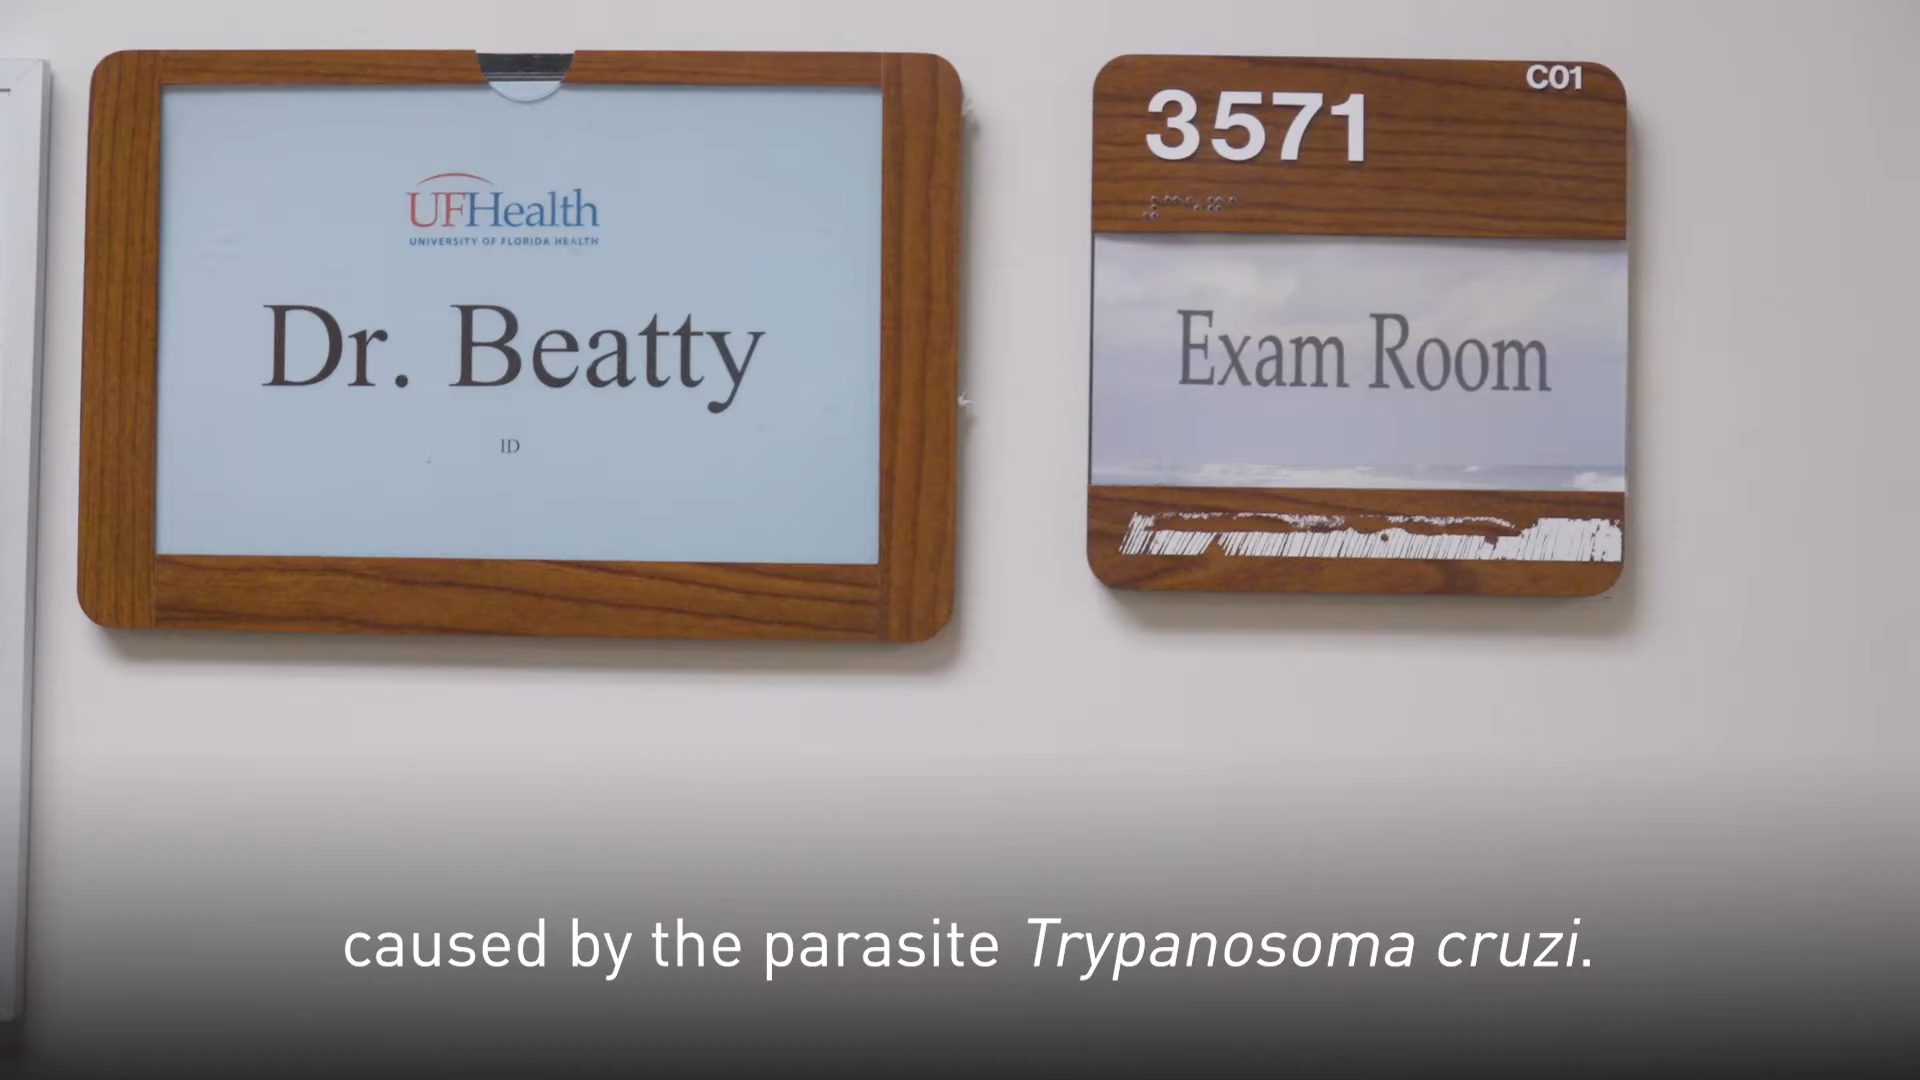 UFHealth
UNIVERSITY OF FLORIDA HEALTH
Dr. Beatty
ID
C01
3571
Exam Room
caused by the parasite Trypanosoma cruzi.